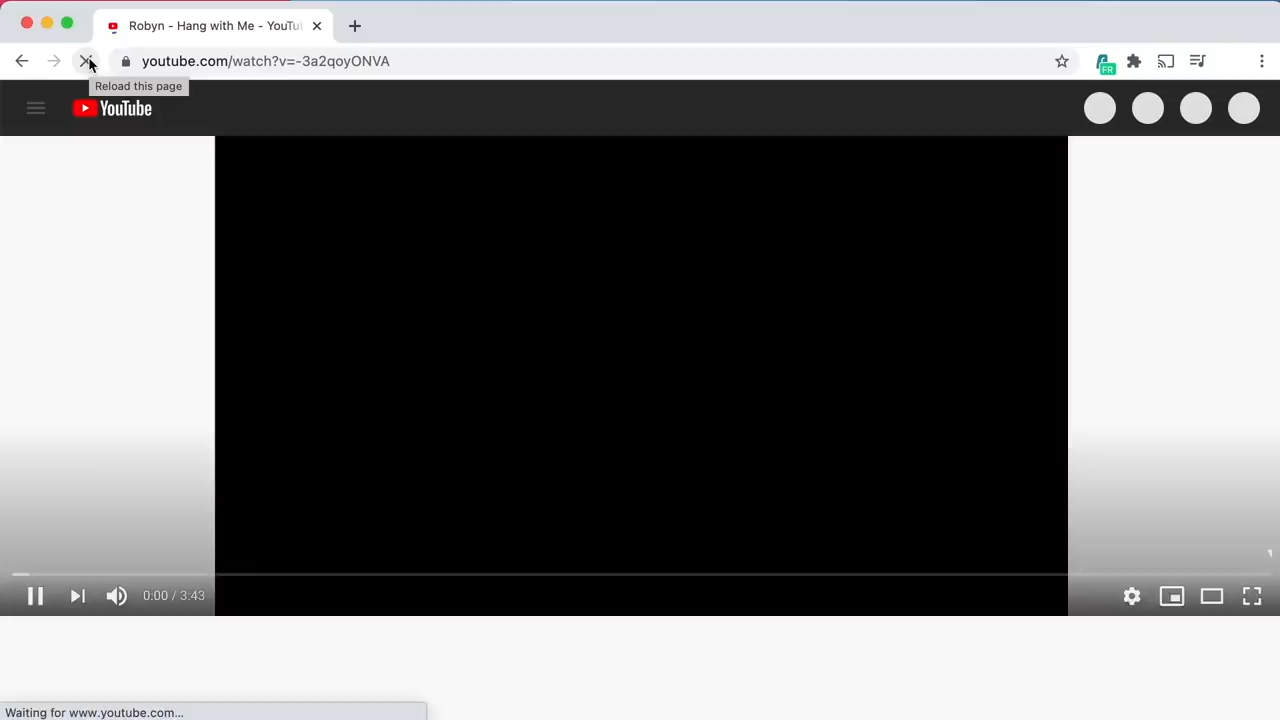 Robyn - Hang with Me - YouTu
youtube.com/watch?v=-3a2qoyONVA
FR
Reload this page
YouTube
0:00 / 3:43
Waiting for www.youtube.com...